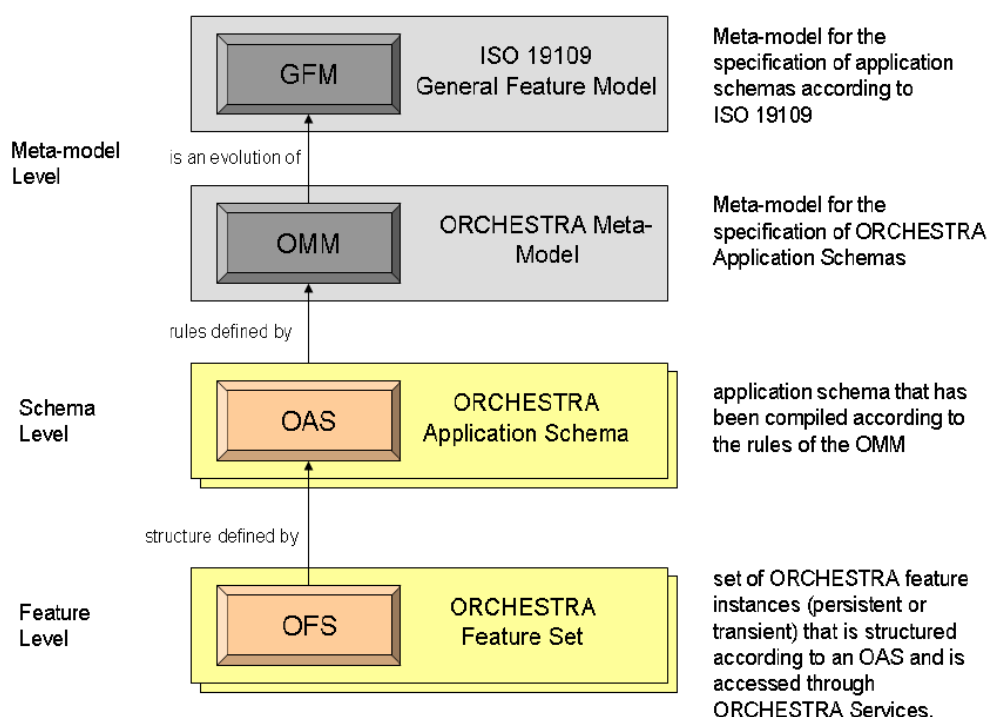 GFM
ISO 19109
General Feature Model
Meta-model for the
specification of application
schemas according to
ISO 19109
Meta-model
Level
is an evolution of
OMM
ORCHESTRA Meta-
Model
Meta-model for the
specification of ORCHESTRA
Application Schemas
rules defined by
Schema
Level
OAS
ORCHESTRA
Application Schema
application schema that has
been compiled according to
the rules of the OMM
structure defined by
Feature
Level
OFS
ORCHESTRA
Feature Set
set of ORCHESTRA feature
instances (persistent or
transient) that is structured
according to an OAS and is
accessed through
ORCHESTRA Services.